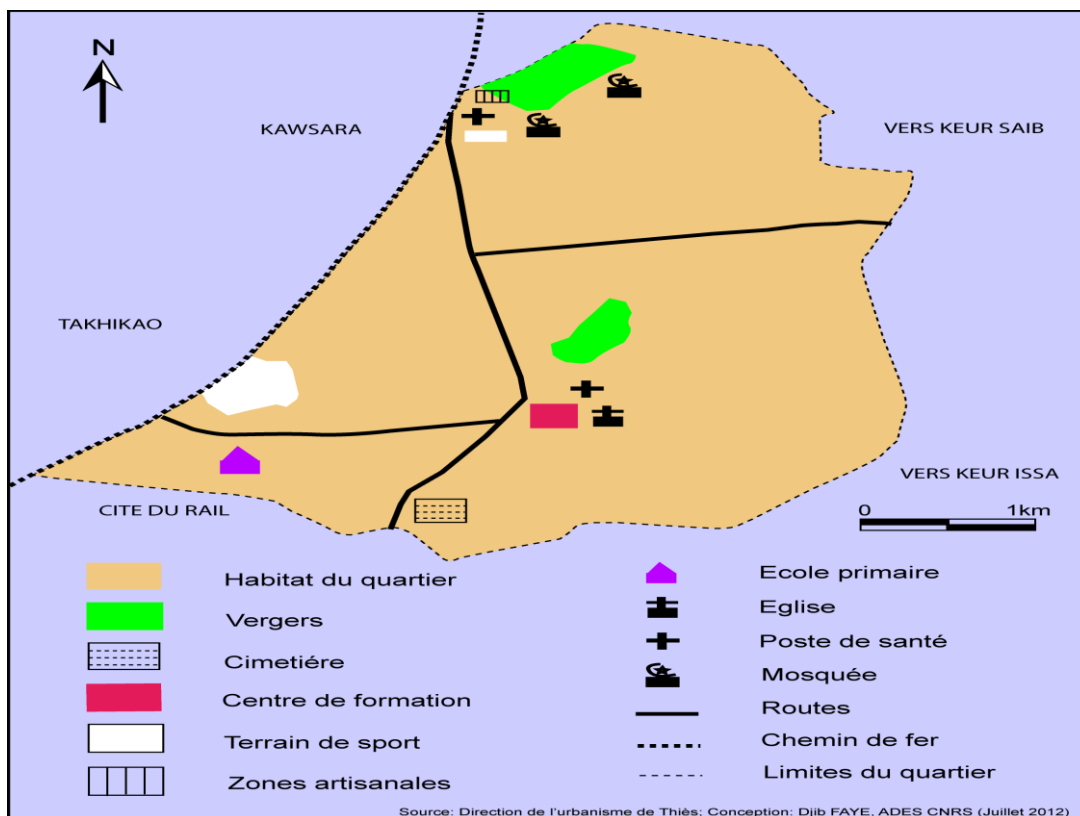 N
KAWSARA
VERS KEUR SAIB
TAKHIKAO
VERS KEUR ISSA
CITE DU RAIL
0 1km
Habitat du quartier
Vergers
Cimetiére
Centre de formation
Terrain de sport
Zones artisanales
Ecole primaire
Eglise
Poste de santé
Mosquée
Routes
Chemin de fer
Limites du quartier
Source: Direction de l'urbanisme de Thiès; Conception: Djib FAYE, ADES CNRS (Juillet 2012)